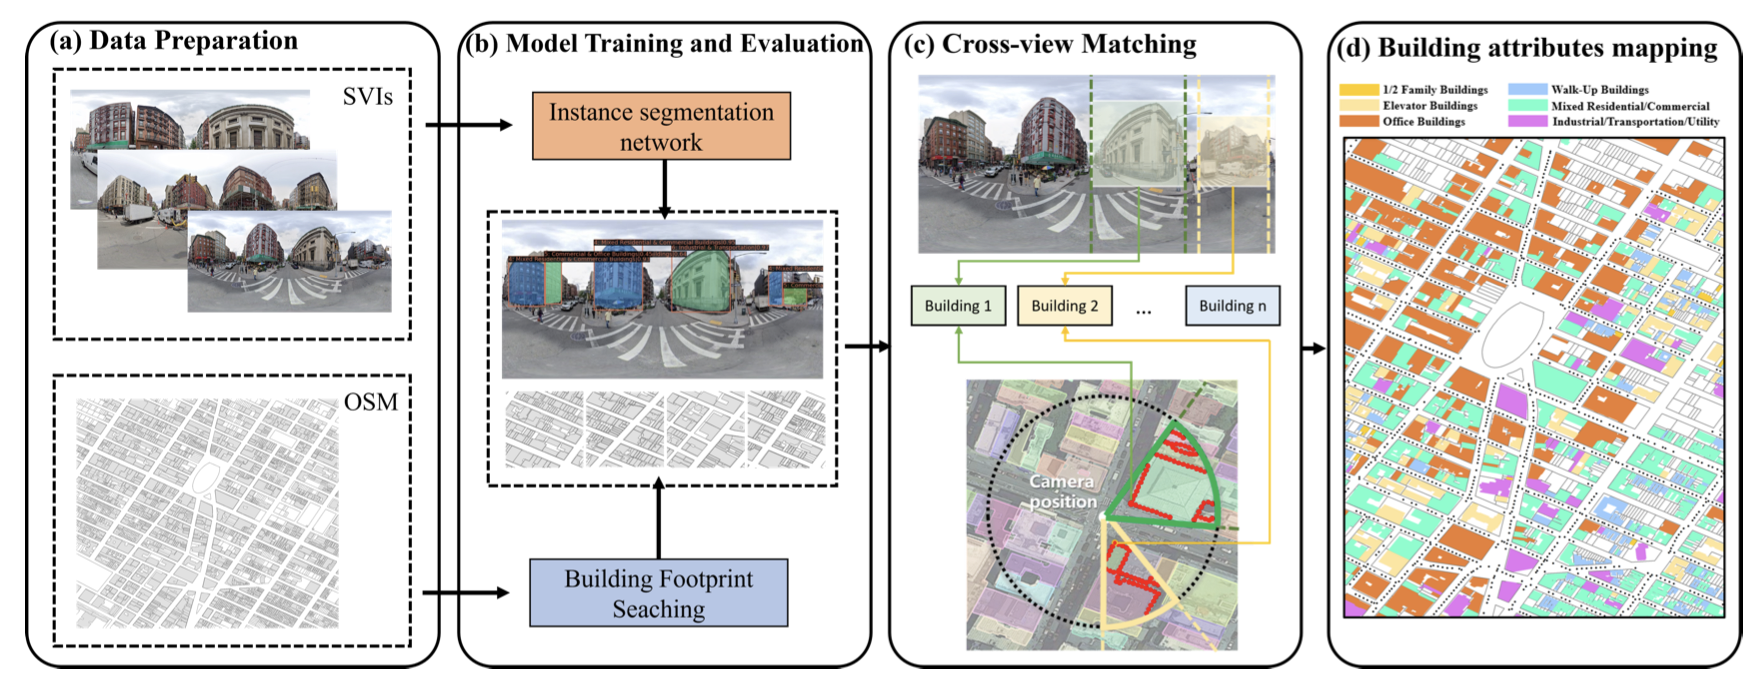 (a) Data Preparation
SVIs
OSM
(b) Model Training and Evaluation
Instance segmentation
network
Building Footprint
Seaching
(c) Cross-view Matching
Building 1
Building 2
...
Building n
Camera
position
(d) Building attributes mapping
1/2 Family Buildings
Elevator Buildings
Office Buildings
Walk-Up Buildings
Mixed Residential/Commercial
Industrial/Transportation/Utility